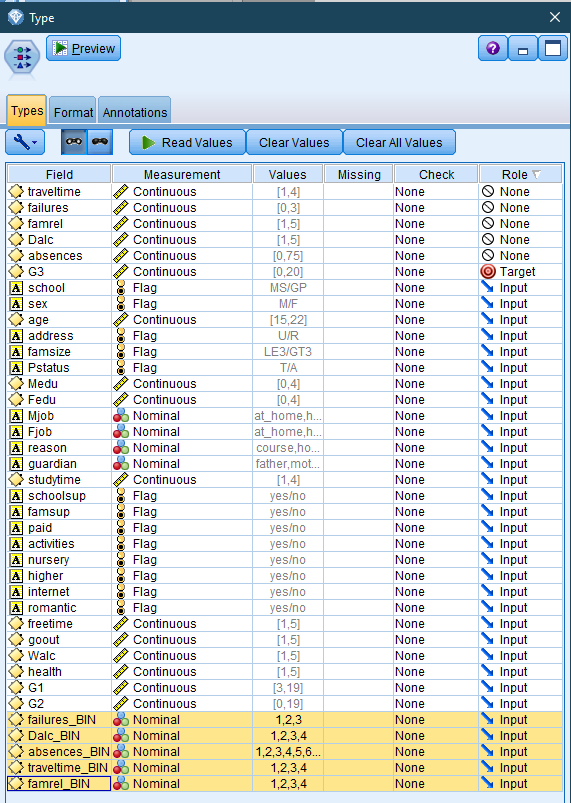 Type
Preview
?
Types Format Annotations
Read Values Clear Values Clear All Values
Field Measurement Values Missing Check Role
traveltime Continuous [1,4] None None
failures Continuous [0,3] None None
famrel Continuous [1,5] None None
Dalc Continuous [1,5] None None
absences Continuous [0,75] None None
G3 Continuous [0,20] None Target
A school Flag MS/GP None Input
A sex Flag M/F None Input
age Continuous [15,22] None Input
A address Flag U/R None Input
A famsize Flag LE3/GT3 None Input
A Pstatus Flag T/A None Input
Medu Continuous [0,4] None Input
Fedu Continuous [0,4] None Input
A Mjob Nominal at_home,h... None Input
A Fjob Nominal at_home,h... None Input
A reason Nominal course,ho... None Input
A guardian Nominal father,mot... None Input
studytime Continuous [1,4] None Input
A schoolsup Flag yes/no None Input
A famsup Flag yes/no None Input
A paid Flag yes/no None Input
A activities Flag yes/no None Input
A nursery Flag yes/no None Input
A higher Flag yes/no None Input
A internet Flag yes/no None Input
A romantic Flag yes/no None Input
freetime Continuous [1,5] None Input
goout Continuous [1,5] None Input
Walc Continuous [1,5] None Input
health Continuous [1,5] None Input
G1 Continuous [3,19] None Input
G2 Continuous [0,19] None Input
failures_BIN Nominal 1,2,3 None Input
Dalc_BIN Nominal 1,2,3,4 None Input
absences_BIN Nominal 1,2,3,4,5,6... None Input
traveltime_BIN Nominal 1,2,3,4 None Input
famrel_BIN Nominal 1,2,3,4 None Input